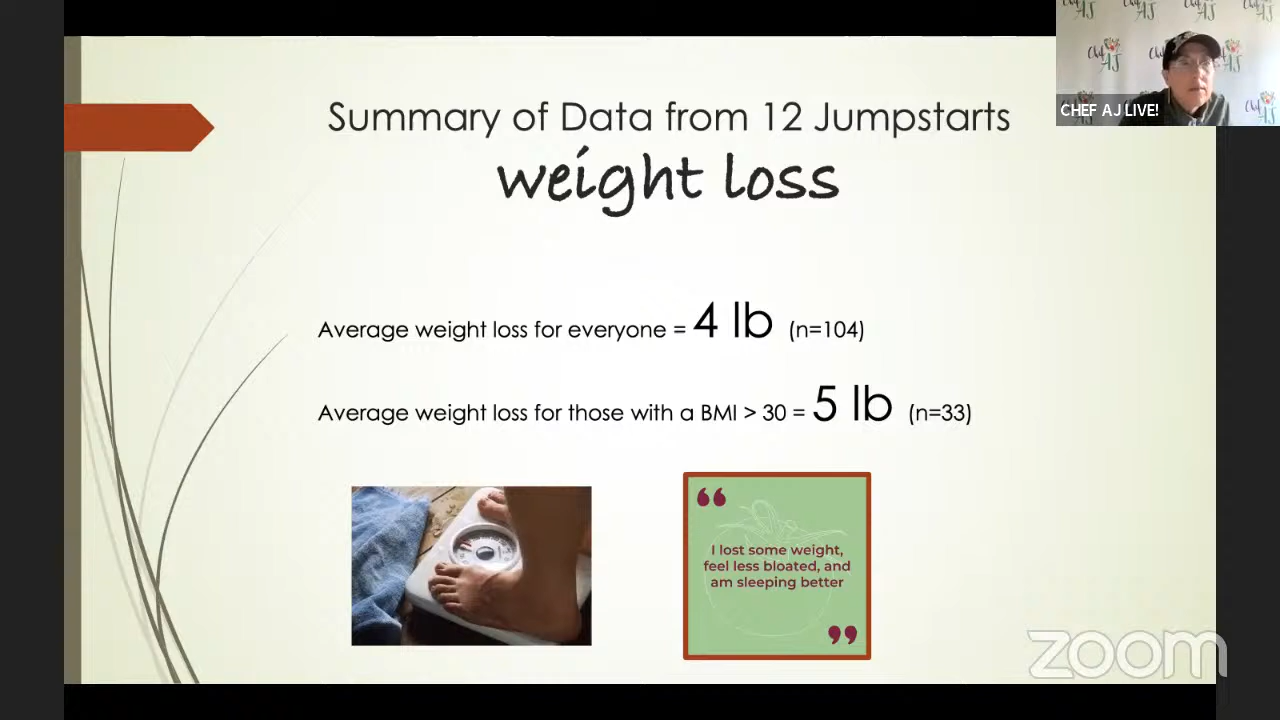 Summary of Data from 12 Jumpstarts
weight loss
Average weight loss for everyone = 4 lb (n=104)
Average weight loss for those with a BMI > 30 = 5 lb (n=33)
“
I lost some weight,
feel less bloated, and
am sleeping better
”
Chef AJ
CHEF AJ LIVE!
zoom